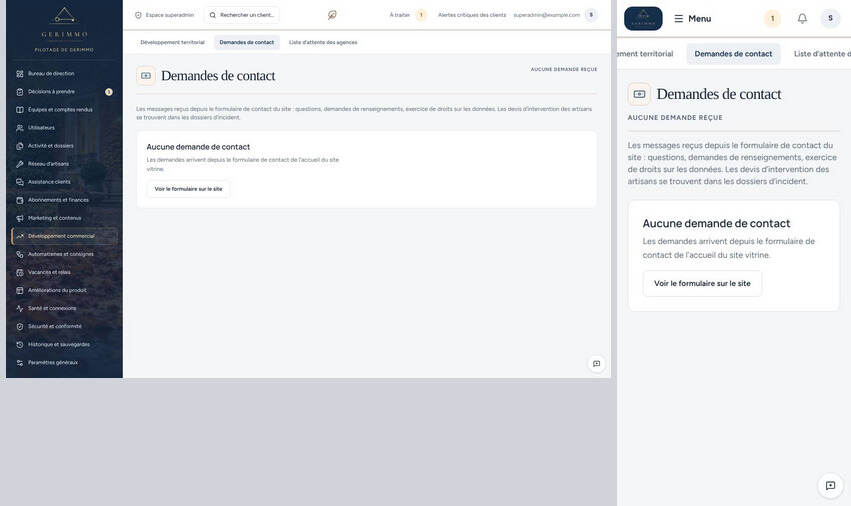 GERIMMO
PILOTAGE DE GERIMMO
Bureau de direction
Décisions à prendre 1
Équipes et comptes rendus
Utilisateurs
Activité et dossiers
Réseau d'artisans
Assistance clients
Abonnements et finances
Marketing et contenus
Développement commercial
Automatismes et consignes
Vacances et relais
Améliorations du produit
Santé et connexions
Sécurité et conformité
Historique et sauvegardes
Paramètres généraux
Espace superadmin
Rechercher un client...
À traiter 1
Alertes critiques des clients
superadmin@example.com S
Développement territorial
Demandes de contact
Liste d'attente des agences
Demandes de contact
AUCUNE DEMANDE REÇUE
Les messages reçus depuis le formulaire de contact du site : questions, demandes de renseignements, exercice de droits sur les données. Les devis d'intervention des artisans
se trouvent dans les dossiers d'incident.
Aucune demande de contact
Les demandes arrivent depuis le formulaire de contact de l'accueil du site
vitrine.
Voir le formulaire sur le site
GERIMMO
Menu
1
S
ement territorial
Demandes de contact
Liste d'attente d
Demandes de contact
AUCUNE DEMANDE REÇUE
Les messages reçus depuis le formulaire de contact du
site : questions, demandes de renseignements, exercice
de droits sur les données. Les devis d'intervention des
artisans se trouvent dans les dossiers d'incident.
Aucune demande de contact
Les demandes arrivent depuis le formulaire de
contact de l'accueil du site vitrine.
Voir le formulaire sur le site